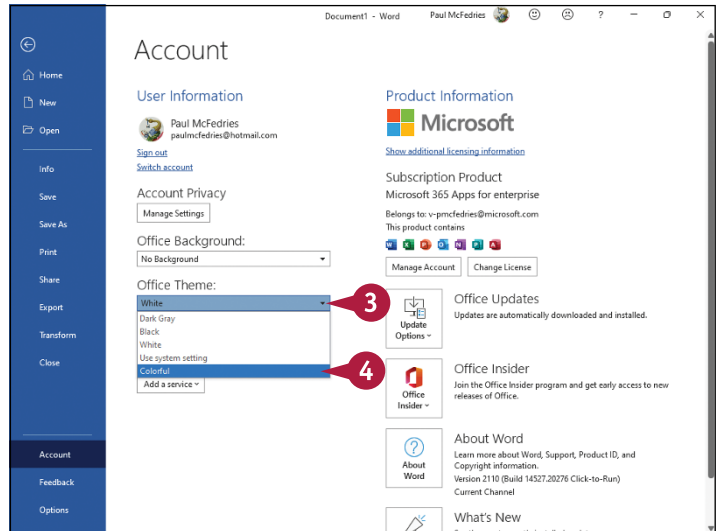 Document1 - Word Paul McFedries ?
Account
Home
New
Open
Info
Save
Save As
Print
Share
Export
Transform
Close
Account
Feedback
Options
User Information
Paul McFedries
paulmcfedries@hotmail.com
Sign out
Switch account
Account Privacy
Manage Settings
Office Background:
No Background
Office Theme:
White
3
Dark Gray
Black
White
Use system setting
Colorful
4
Add a service
Product Information
Microsoft
Show additional licensing information
Subscription Product
Microsoft 365 Apps for enterprise
Belongs to: v-pmcfedries@microsoft.com
This product contains
Manage Account Change License
Update
Options
Office Updates
Updates are automatically downloaded and installed.
Office
Insider
Office Insider
Join the Office Insider program and get early access to new
releases of Office.
About
Word
About Word
Learn more about Word, Support, Product ID, and
Copyright information.
Version 2110 (Build 14527.20276 Click-to-Run)
Current Channel
What's New